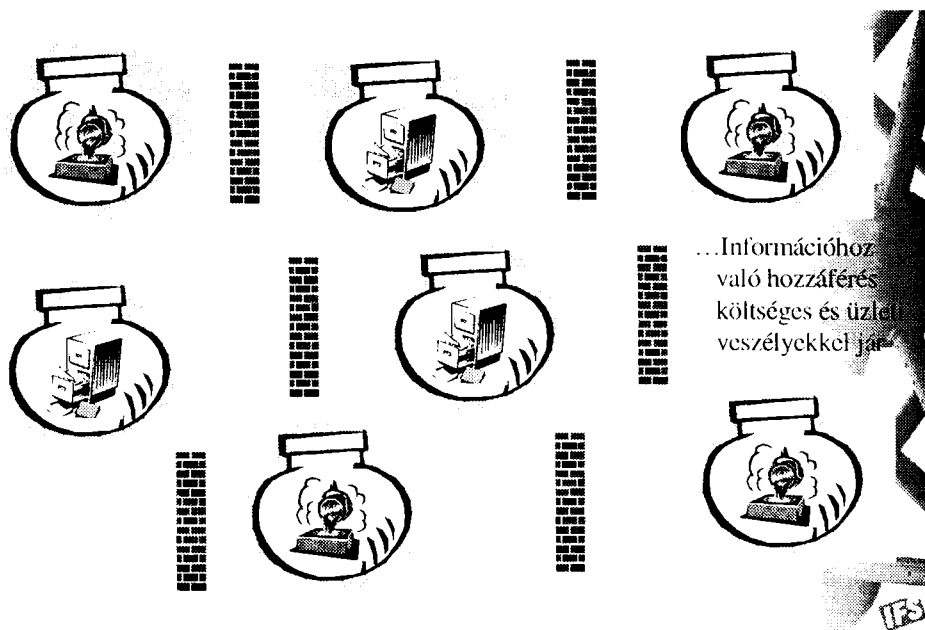 …Információhoz
való hozzáférés
költséges és üzleti
veszélyekkel jár
IFS